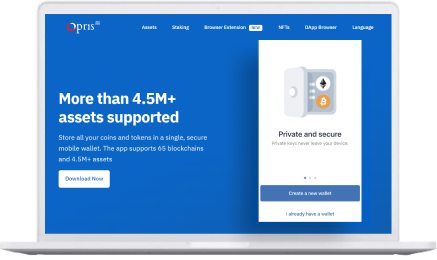 Opris
Assets
Staking
Browser Extension NEW
NFTs
DApp Browser
Language
More than 4.5M+
assets supported
Store all your coins and tokens in a single, secure
mobile wallet. The app supports 65 blockchains
and 4.5M+ assets
Download Now
Private and secure
Private keys never leave your device.
Create a new wallet
I already have a wallet